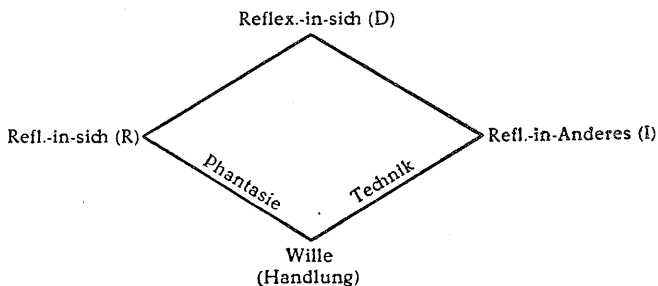 Reflex.-in-sich (D)
Refl.-in-sich (R)
Refl.-in-Anderes (I)
Phantasie
Technik
Wille
(Handlung)